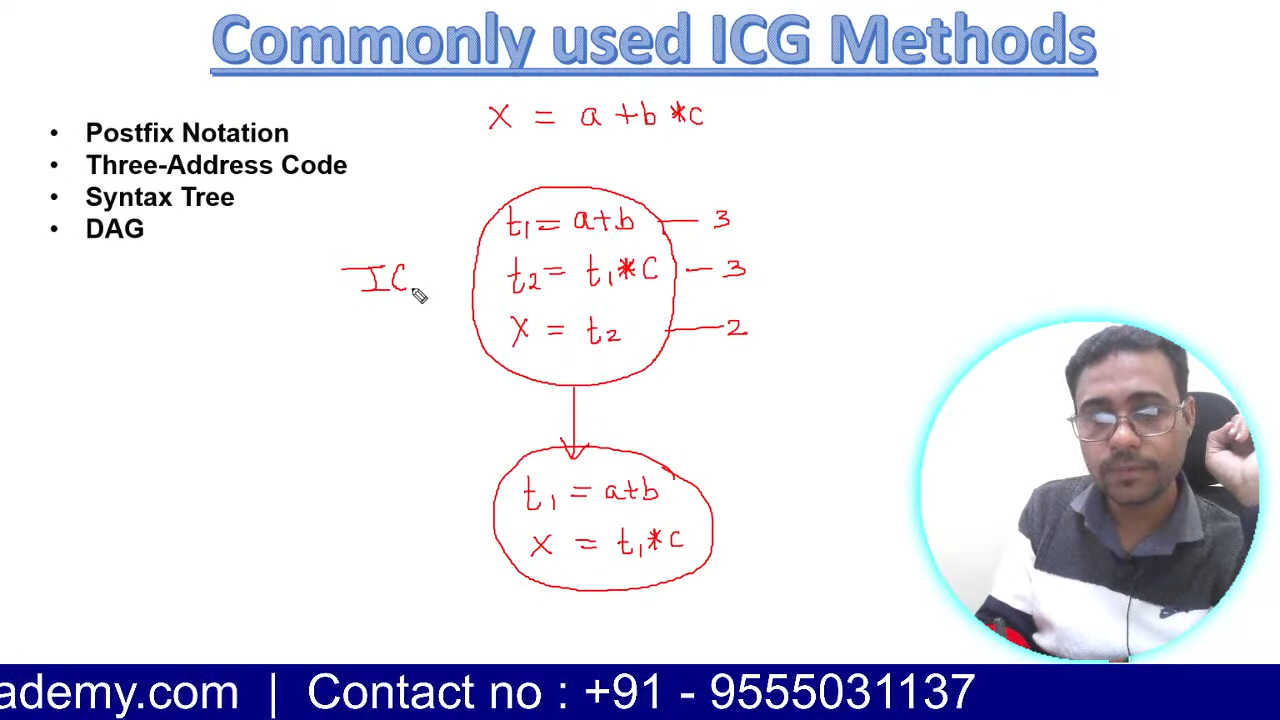 Commonly used ICG Methods
x = a + b * c
• Postfix Notation
• Three-Address Code
• Syntax Tree
• DAG
t1 = a + b — 3
t2 = t1 * c — 3
x = t2 — 2
IC
t1 = a + b
x = t1 * c
ademy.com | Contact no : +91 - 9555031137